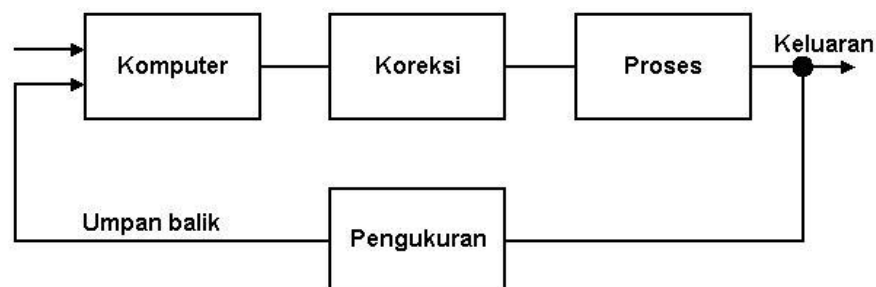 Komputer
Koreksi
Proses
Keluaran
Umpan balik
Pengukuran